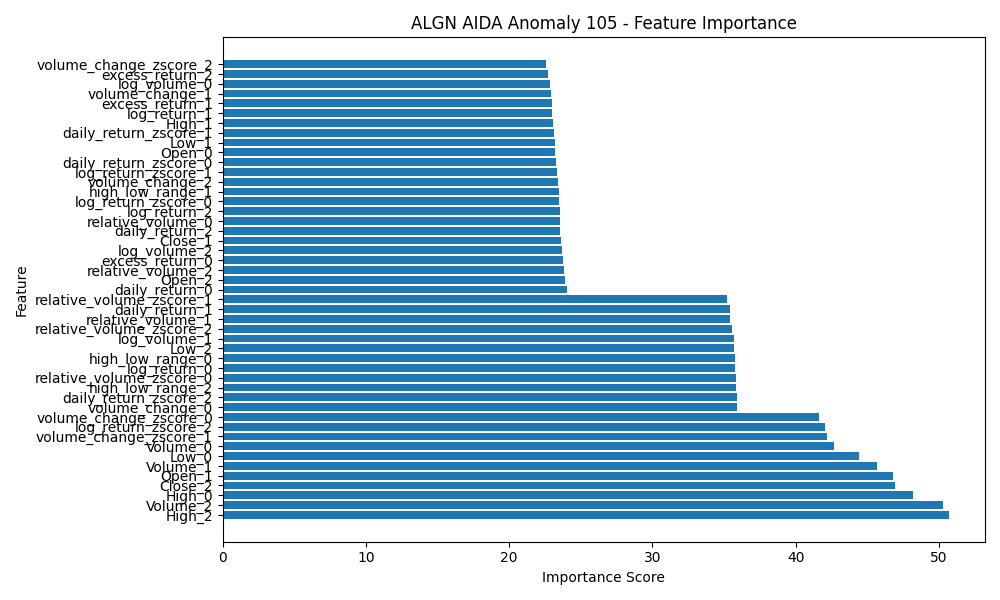 ALGN AIDA Anomaly 105 - Feature Importance
volume_change_zscore_2
excess_return_2
log_volume_0
volume_change_1
excess_return_1
log_return_1
High_1
daily_return_zscore_1
Low_1
Open_0
daily_return_zscore_0
log_return_zscore_1
volume_change_2
high_low_range_1
log_return_zscore_0
log_return_2
relative_volume_0
daily_return_2
Close_1
log_volume_2
excess_return_0
relative_volume_2
Open_2
daily_return_0
relative_volume_zscore_1
daily_return_1
relative_volume_1
relative_volume_zscore_2
log_volume_1
Low_2
high_low_range_0
log_return_0
relative_volume_zscore_0
high_low_range_2
daily_return_zscore_2
volume_change_0
volume_change_zscore_0
log_return_zscore_2
volume_change_zscore_1
Volume_0
Low_0
Volume_1
Open_1
Close_2
High_0
Volume_2
High_2
Feature
0 10 20 30 40 50
Importance Score